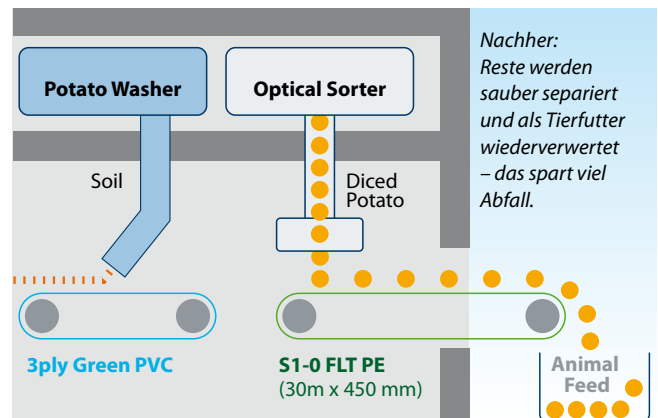 Potato Washer
Optical Sorter
Nachher:
Reste werden
sauber separiert
und als Tierfutter
wiederverwertet
– das spart viel
Abfall.
Soil
Diced
Potato
3ply Green PVC
S1-0 FLT PE
(30m x 450 mm)
Animal
Feed